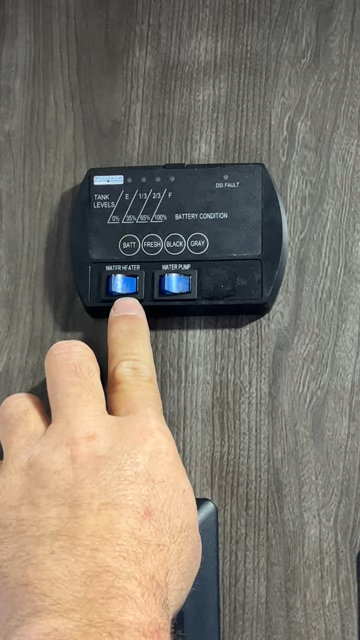 DSI FAULT
TANK LEVELS E 1/3 2/3 F
0% 35% 65% 100% BATTERY CONDITION
BATT FRESH BLACK GRAY
WATER HEATER WATER PUMP